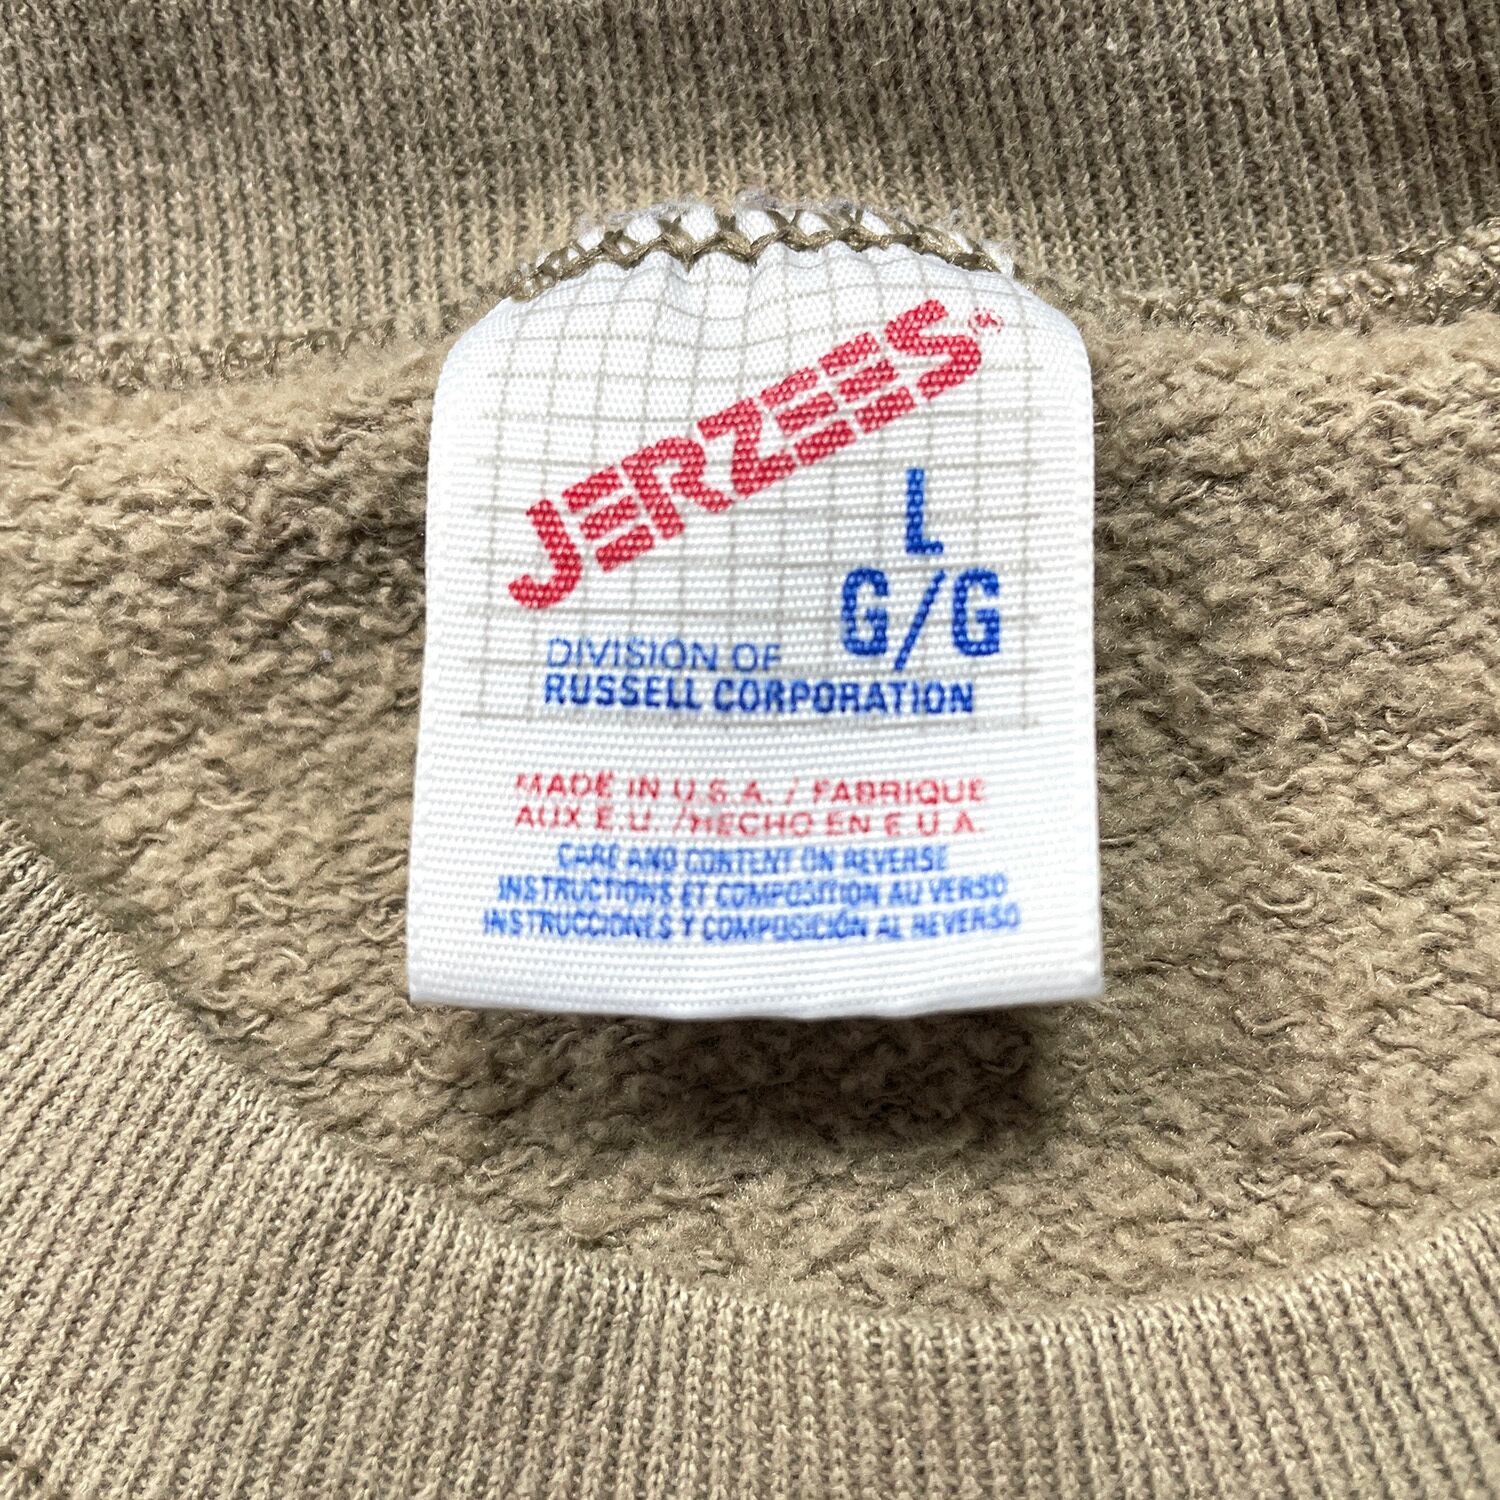 JERZEES®
L
G/G
DIVISION OF
RUSSELL CORPORATION
MADE IN U.S.A. / FABRIQUE
AUX E.U. /HECHO EN E.U.A.
CARE AND CONTENT ON REVERSE
INSTRUCTIONS ET COMPOSITION AU VERSO
INSTRUCCIONES Y COMPOSICIÓN AL REVERSO